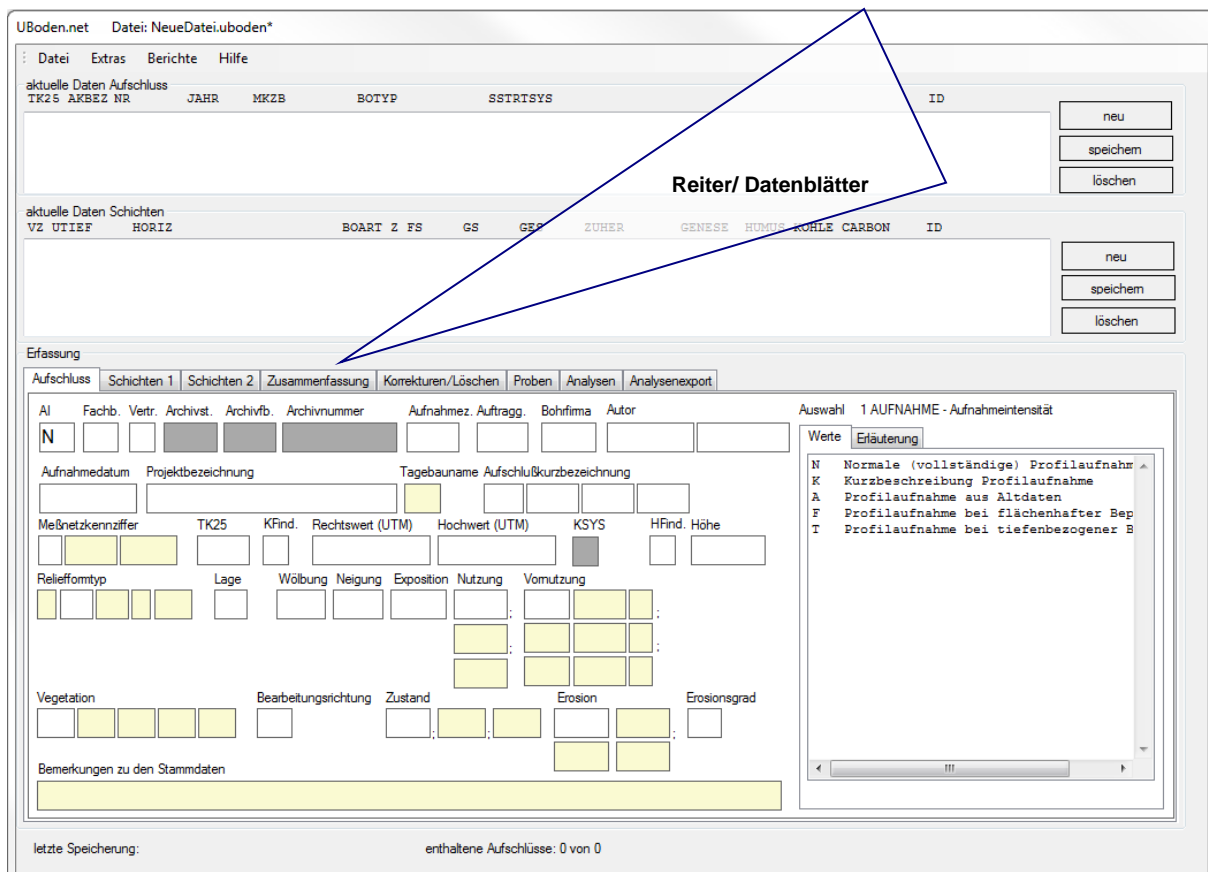 UBoden.net Datei: NeueDatei.uboden*
Datei Extras Berichte Hilfe
aktuelle Daten Aufschluss
TK25 AKBEZ NR JAHR MKZB BOTYP SSTRTSYS ID
neu
speichern
löschen
Reiter/ Datenblätter
aktuelle Daten Schichten
VZ UTIEF HORIZ BOART Z FS GS GES ZUHER GENESE HUMUS KOHLE CARBON ID
neu
speichern
löschen
Erfassung
Aufschluss Schichten 1 Schichten 2 Zusammenfassung Korrekturen/Löschen Proben Analysen Analysenexport
AI Fachb. Vertr. Archivst. Archivfb. Archivnummer Aufnahmez. Auftragg. Bohrfirma Autor
N
Aufnahmedatum Projektbezeichnung Tagebauname Aufschlußkurzbezeichnung
Meßnetzkennziffer TK25 KFind. Rechtswert (UTM) Hochwert (UTM) KSYS HFind. Höhe
Reliefformtyp Lage Wölbung Neigung Exposition Nutzung Vornutzung
; ;
; ;
Vegetation Bearbeitungsrichtung Zustand Erosion Erosionsgrad
; ; ;
Bemerkungen zu den Stammdaten
Auswahl 1 AUFNAHME - Aufnahmeintensität
Werte Erläuterung
N Normale (vollständige) Profilaufnahm
K Kurzbeschreibung Profilaufnahme
A Profilaufnahme aus Altdaten
F Profilaufnahme bei flächenhafter Bep
T Profilaufnahme bei tiefenbezogener B
letzte Speicherung: enthaltene Aufschlüsse: 0 von 0